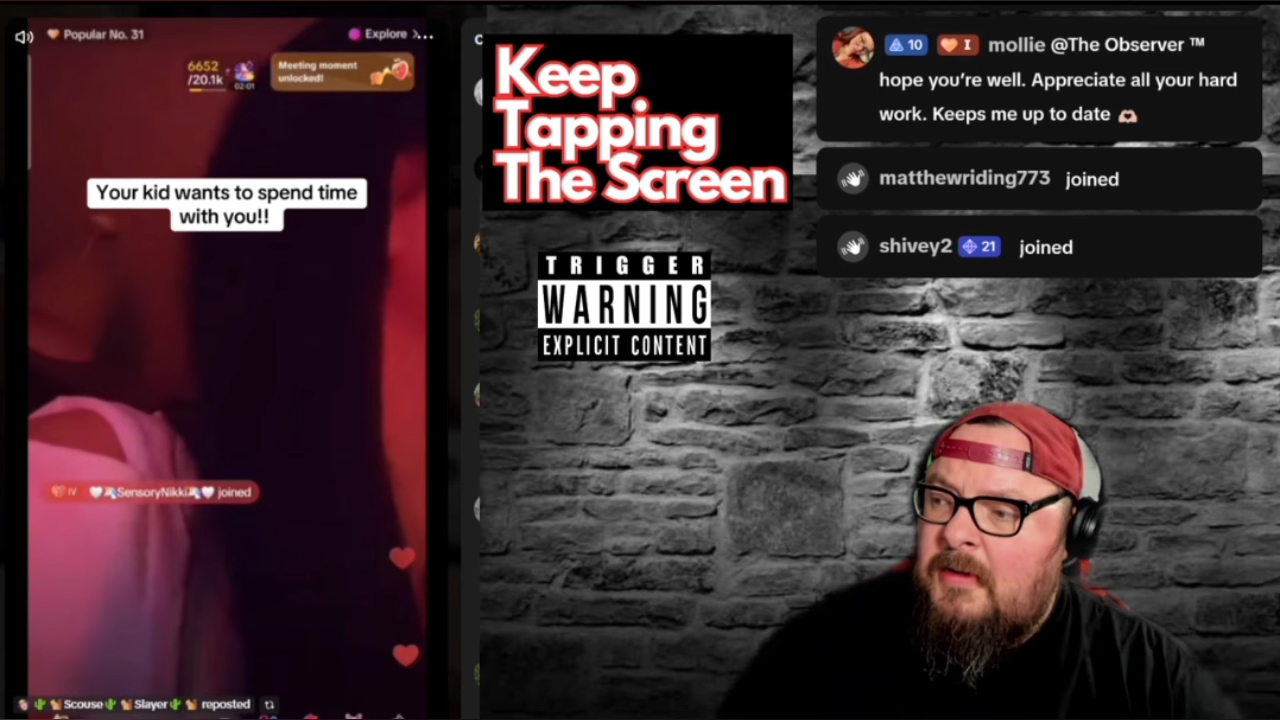 Popular No. 31
Explore
6652
/20.1k
02:01
Meeting moment
unlocked!
Your kid wants to spend time
with you!!
IV SensoryNikki joined
Scouse Slayer reposted
Keep
Tapping
The Screen
TRIGGER
WARNING
EXPLICIT CONTENT
10 I mollie @The Observer ™
hope you’re well. Appreciate all your hard
work. Keeps me up to date 🫶🏻
matthewriding773 joined
shivey2 21 joined